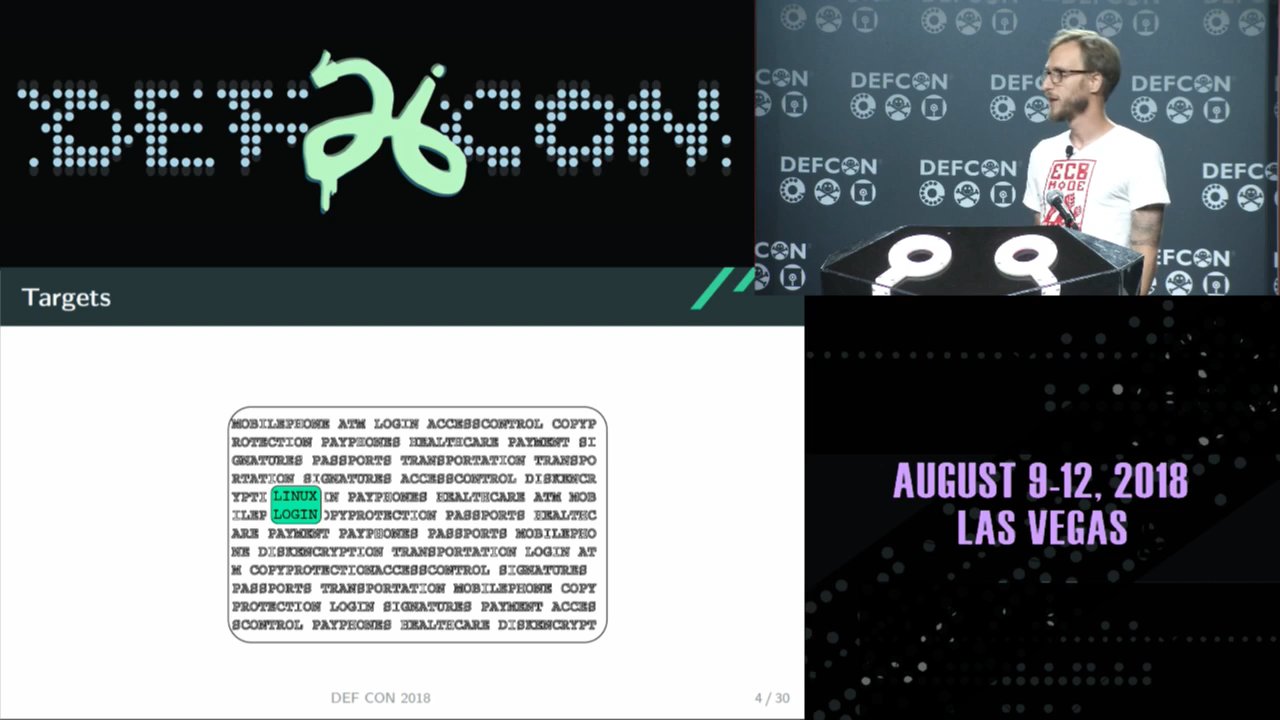 DEF CON
26
DEFCON DEFCON DEFCON
DEFCON DEFCON DEFCON
ECB
MODE
Targets
MOBILEPHONE ATM LOGIN ACCESSCONTROL COPYP
ROTECTION PAYPHONES HEALTHCARE PAYMENT SI
GNATURES PASSPORTS TRANSPORTATION TRANSPO
RTATION SIGNATURES ACCESSCONTROL DISKENCR
YPTI LINUX IN PAYPHONES HEALTHCARE ATM MOB
ILEP LOGIN OPYPROTECTION PASSPORTS HEALTHC
ARE PAYMENT PAYPHONES PASSPORTS MOBILEPHO
NE DISKENCRYPTION TRANSPORTATION LOGIN AT
M COPYPROTECTIONACCESSCONTROL SIGNATURES
PASSPORTS TRANSPORTATION MOBILEPHONE COPY
PROTECTION LOGIN SIGNATURES PAYMENT ACCES
SCONTROL PAYPHONES HEALTHCARE DISKENCRYPT
DEF CON 2018
4 / 30
AUGUST 9-12, 2018
LAS VEGAS